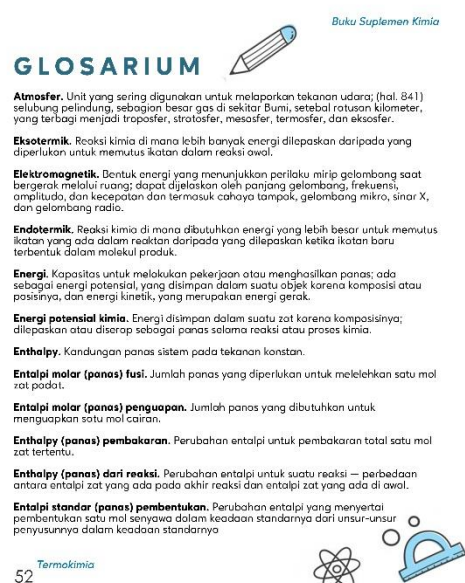 Buku Suplemen Kimia
GLOSARIUM
Atmosfer. Unit yang sering digunakan untuk melaporkan tekanan udara; (hal. 841)
selubung pelindung, sebagian besar gas di sekitar Bumi, setebal ratusan kilometer,
yang terbagi menjadi troposfer, stratosfer, mesosfer, termosfer, dan eksosfer.
Eksotermik. Reaksi kimia di mana lebih banyak energi dilepaskan daripada yang
diperlukan untuk memutus ikatan dalam reaksi awal.
Elektromagnetik. Bentuk energi yang menunjukkan perilaku mirip gelombang saat
bergerak melalui ruang; dapat dijelaskan oleh panjang gelombang, frekuensi,
amplitudo, dan kecepatan dan termasuk cahaya tampak, gelombang mikro, sinar X,
dan gelombang radio.
Endotermik. Reaksi kimia di mana dibutuhkan energi yang lebih besar untuk memutus
ikatan yang ada dalam reaktan daripada yang dilepaskan ketika ikatan baru
terbentuk dalam molekul produk.
Energi. Kapasitas untuk melakukan pekerjaan atau menghasilkan panas; ada
sebagai energi potensial, yang disimpan dalam suatu objek karena komposisi atau
posisinya, dan energi kinetik, yang merupakan energi gerak.
Energi potensial kimia. Energi disimpan dalam suatu zat karena komposisinya;
dilepaskan atau diserap sebagai panas selama reaksi atau proses kimia.
Enthalpy. Kandungan panas sistem pada tekanan konstan.
Entalpi molar (panas) fusi. Jumlah panas yang diperlukan untuk melelehkan satu mol
zat padat.
Entalpi molar (panas) penguapan. Jumlah panas yang dibutuhkan untuk
menguapkan satu mol cairan.
Enthalpy (panas) pembakaran. Perubahan entalpi untuk pembakaran total satu mol
zat tertentu.
Enthalpy (panas) dari reaksi. Perubahan entalpi untuk suatu reaksi — perbedaan
antara entalpi zat yang ada pada akhir reaksi dan entalpi zat yang ada di awal.
Entalpi standar (panas) pembentukan. Perubahan entalpi yang menyertai
pembentukan satu mol senyawa dalam keadaan standarnya dari unsur-unsur
penyusunnya dalam keadaan standarnya
Termokimia
52